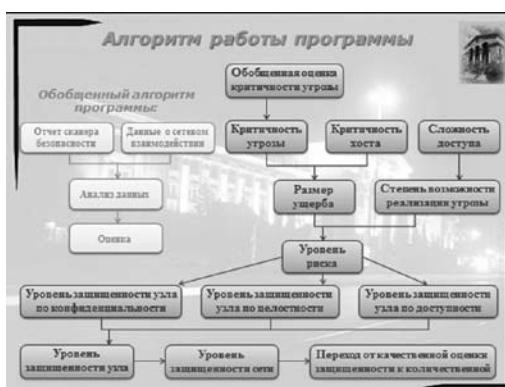 Алгоритм работы программы
Обобщенный алгоритм
программы:
Отчет сканера
безопасности
Данные о сетевом
взаимодействии
Анализ данных
Оценка
Обобщенная оценка
критичности угрозы
Критичность
угрозы
Критичность
хоста
Сложность
доступа
Размер
ущерба
Степень возможности
реализации угрозы
Уровень
риска
Уровень защищенности узла
по конфиденциальности
Уровень защищенности
узла по целостности
Уровень защищенности
узла по доступности
Уровень
защищенности узла
Уровень
защищенности сети
Переход от качественной оценки
защищенности к количественной